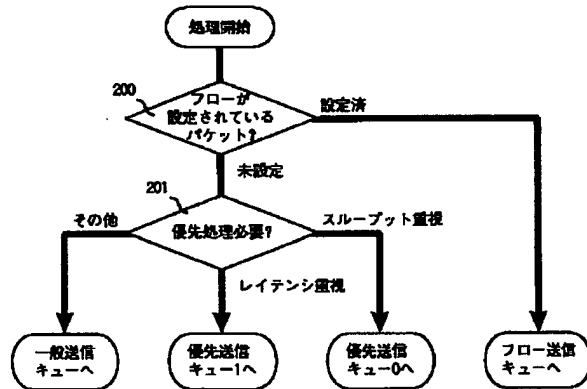 処理開始
200
フローが
設定されている
パケット?
設定済
未設定
201
優先処理必要?
その他
スループット重視
レイテンシ重視
一般送信
キューへ
優先送信
キュー1へ
優先送信
キュー0へ
フロー送信
キューへ